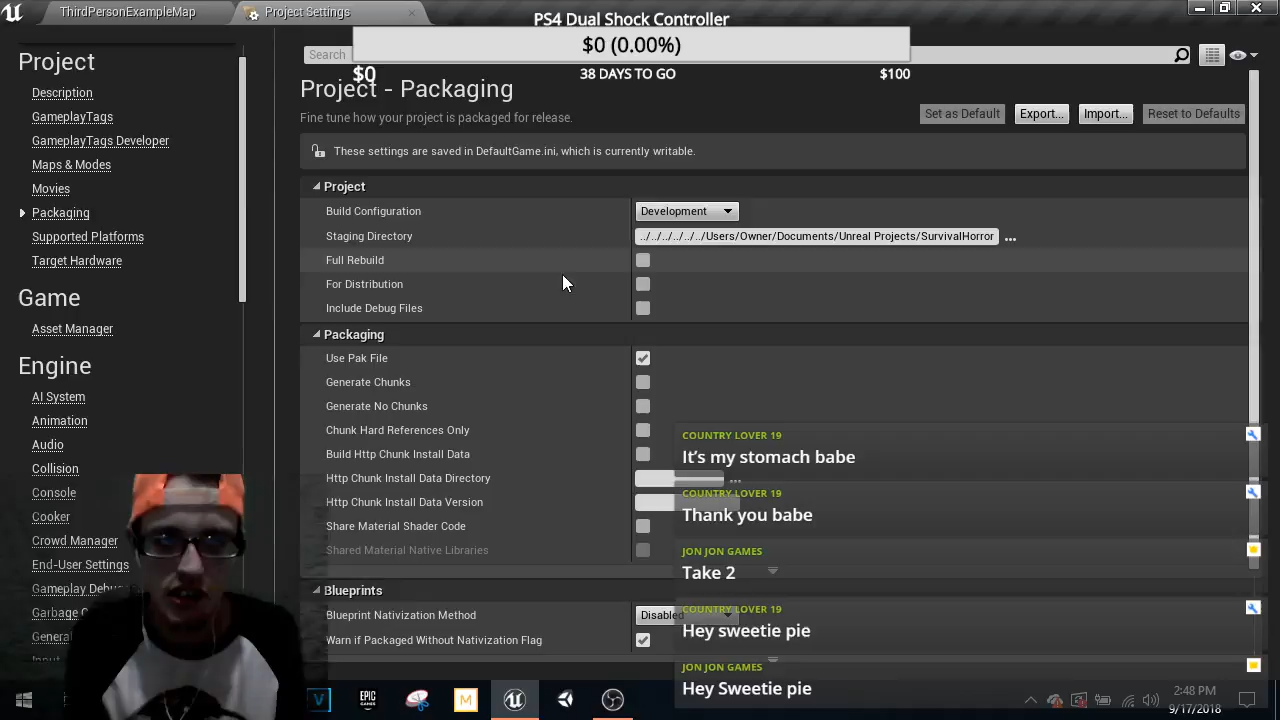 ThirdPersonExampleMap
Project Settings
PS4 Dual Shock Controller
$0 (0.00%)
$0
38 DAYS TO GO
$100
Project
Description
GameplayTags
GameplayTags Developer
Maps & Modes
Movies
Packaging
Supported Platforms
Target Hardware
Game
Asset Manager
Engine
AI System
Animation
Audio
Collision
Console
Cooker
Crowd Manager
End-User Settings
Gameplay Debu
Garbage C
General
Input
Search
Project - Packaging
Fine tune how your project is packaged for release.
Set as Default
Export...
Import...
Reset to Defaults
These settings are saved in DefaultGame.ini, which is currently writable.
Project
Build Configuration
Development
Staging Directory
../../../../../../Users/Owner/Documents/Unreal Projects/SurvivalHorror
...
Full Rebuild
For Distribution
Include Debug Files
Packaging
Use Pak File
Generate Chunks
Generate No Chunks
Chunk Hard References Only
Build Http Chunk Install Data
Http Chunk Install Data Directory
...
Http Chunk Install Data Version
Share Material Shader Code
Shared Material Native Libraries
Blueprints
Blueprint Nativization Method
Disabled
Warn if Packaged Without Nativization Flag
COUNTRY LOVER 19
It's my stomach babe
COUNTRY LOVER 19
Thank you babe
JON JON GAMES
Take 2
COUNTRY LOVER 19
Hey sweetie pie
JON JON GAMES
Hey Sweetie pie
V
EPIC
GAMES
M
2:48 PM
9/17/2018